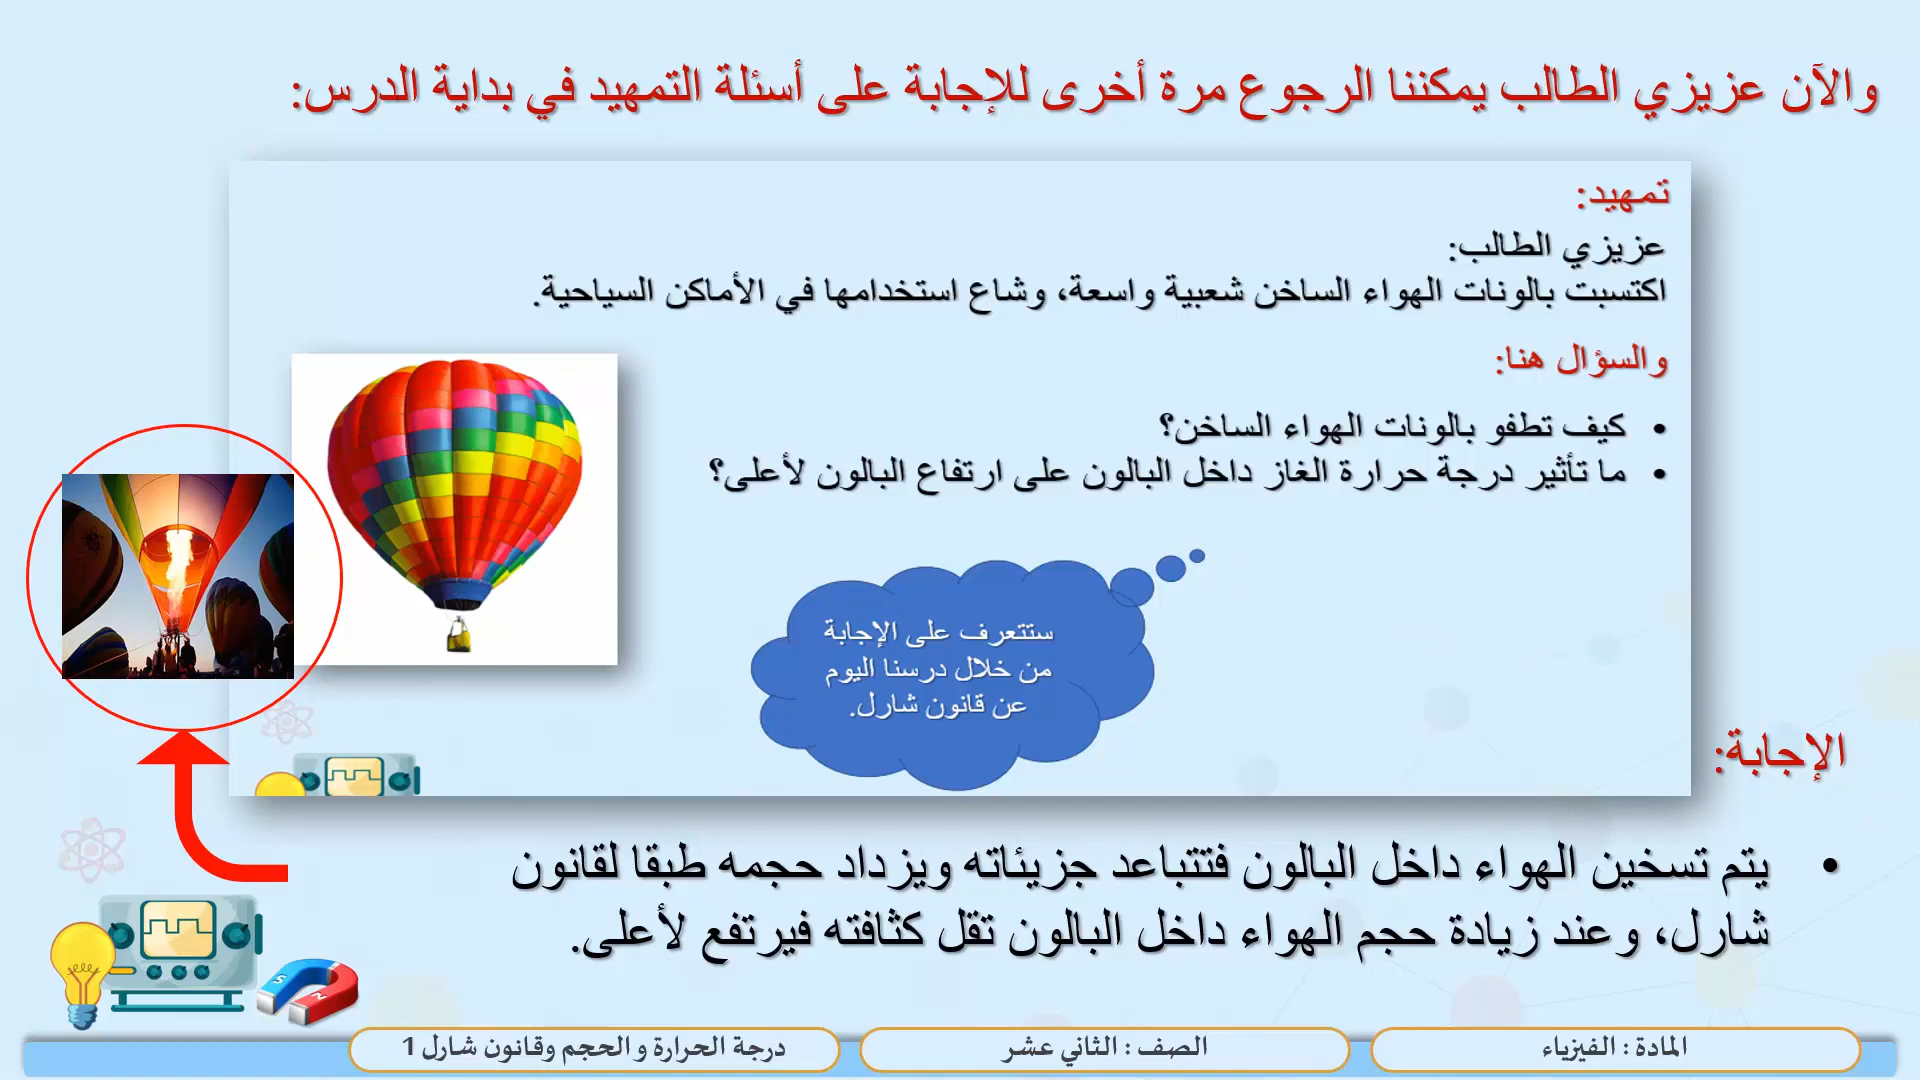 والآن عزيزي الطالب يمكننا الرجوع مرة أخرى للإجابة على أسئلة التمهيد في بداية الدرس:
تمهيد:
عزيزي الطالب:
اكتسبت بالونات الهواء الساخن شعبية واسعة، وشاع استخدامها في الأماكن السياحية.
والسؤال هنا:
• كيف تطفو بالونات الهواء الساخن؟
• ما تأثير درجة حرارة الغاز داخل البالون على ارتفاع البالون لأعلى؟
ستتعرف على الإجابة
من خلال درسنا اليوم
عن قانون شارل.
الإجابة:
• يتم تسخين الهواء داخل البالون فتتباعد جزيئاته ويزداد حجمه طبقا لقانون
شارل، وعند زيادة حجم الهواء داخل البالون تقل كثافته فيرتفع لأعلى.
S
N
المادة : الفيزياء
الصف : الثاني عشر
درجة الحرارة و الحجم وقانون شارل 1